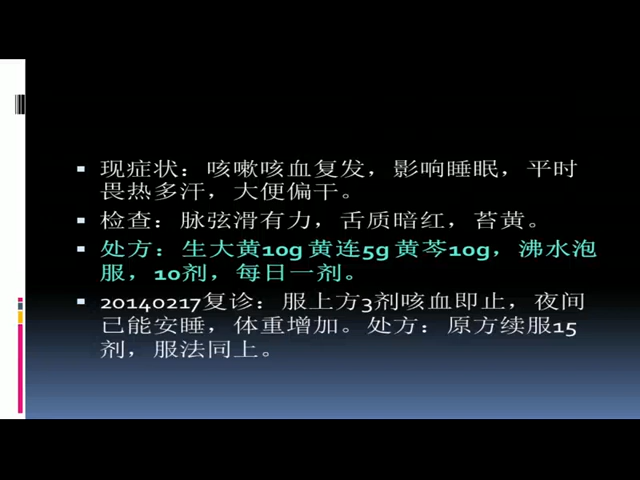 现症状：咳嗽咳血复发，影响睡眠，平时
畏热多汗，大便偏干。
检查：脉弦滑有力，舌质暗红，苔黄。
处方：生大黄10g 黄连5g 黄芩10g，沸水泡
服，10剂，每日一剂。
20140217复诊：服上方3剂咳血即止，夜间
已能安睡，体重增加。处方：原方续服15
剂，服法同上。